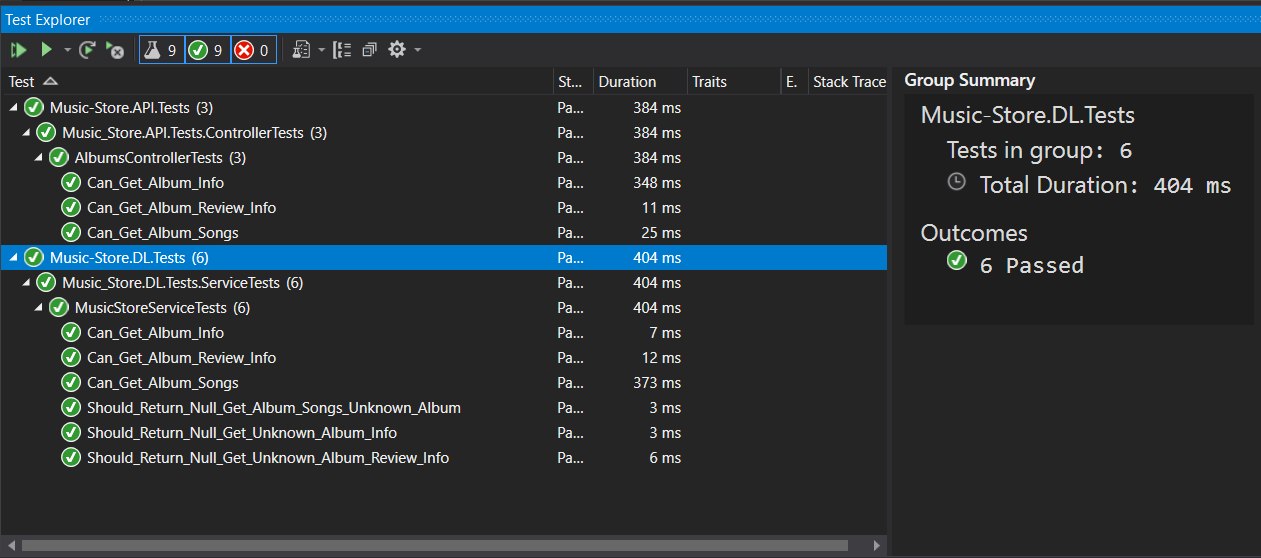 Test Explorer
9 9 0
Test St... Duration Traits E. Stack Trace
Music-Store.API.Tests (3) Pa... 384 ms
Music_Store.API.Tests.ControllerTests (3) Pa... 384 ms
AlbumsControllerTests (3) Pa... 384 ms
Can_Get_Album_Info Pa... 348 ms
Can_Get_Album_Review_Info Pa... 11 ms
Can_Get_Album_Songs Pa... 25 ms
Music-Store.DL.Tests (6) Pa... 404 ms
Music_Store.DL.Tests.ServiceTests (6) Pa... 404 ms
MusicStoreServiceTests (6) Pa... 404 ms
Can_Get_Album_Info Pa... 7 ms
Can_Get_Album_Review_Info Pa... 12 ms
Can_Get_Album_Songs Pa... 373 ms
Should_Return_Null_Get_Album_Songs_Unknown_Album Pa... 3 ms
Should_Return_Null_Get_Unknown_Album_Info Pa... 3 ms
Should_Return_Null_Get_Unknown_Album_Review_Info Pa... 6 ms
Group Summary
Music-Store.DL.Tests
Tests in group: 6
Total Duration: 404 ms
Outcomes
6 Passed